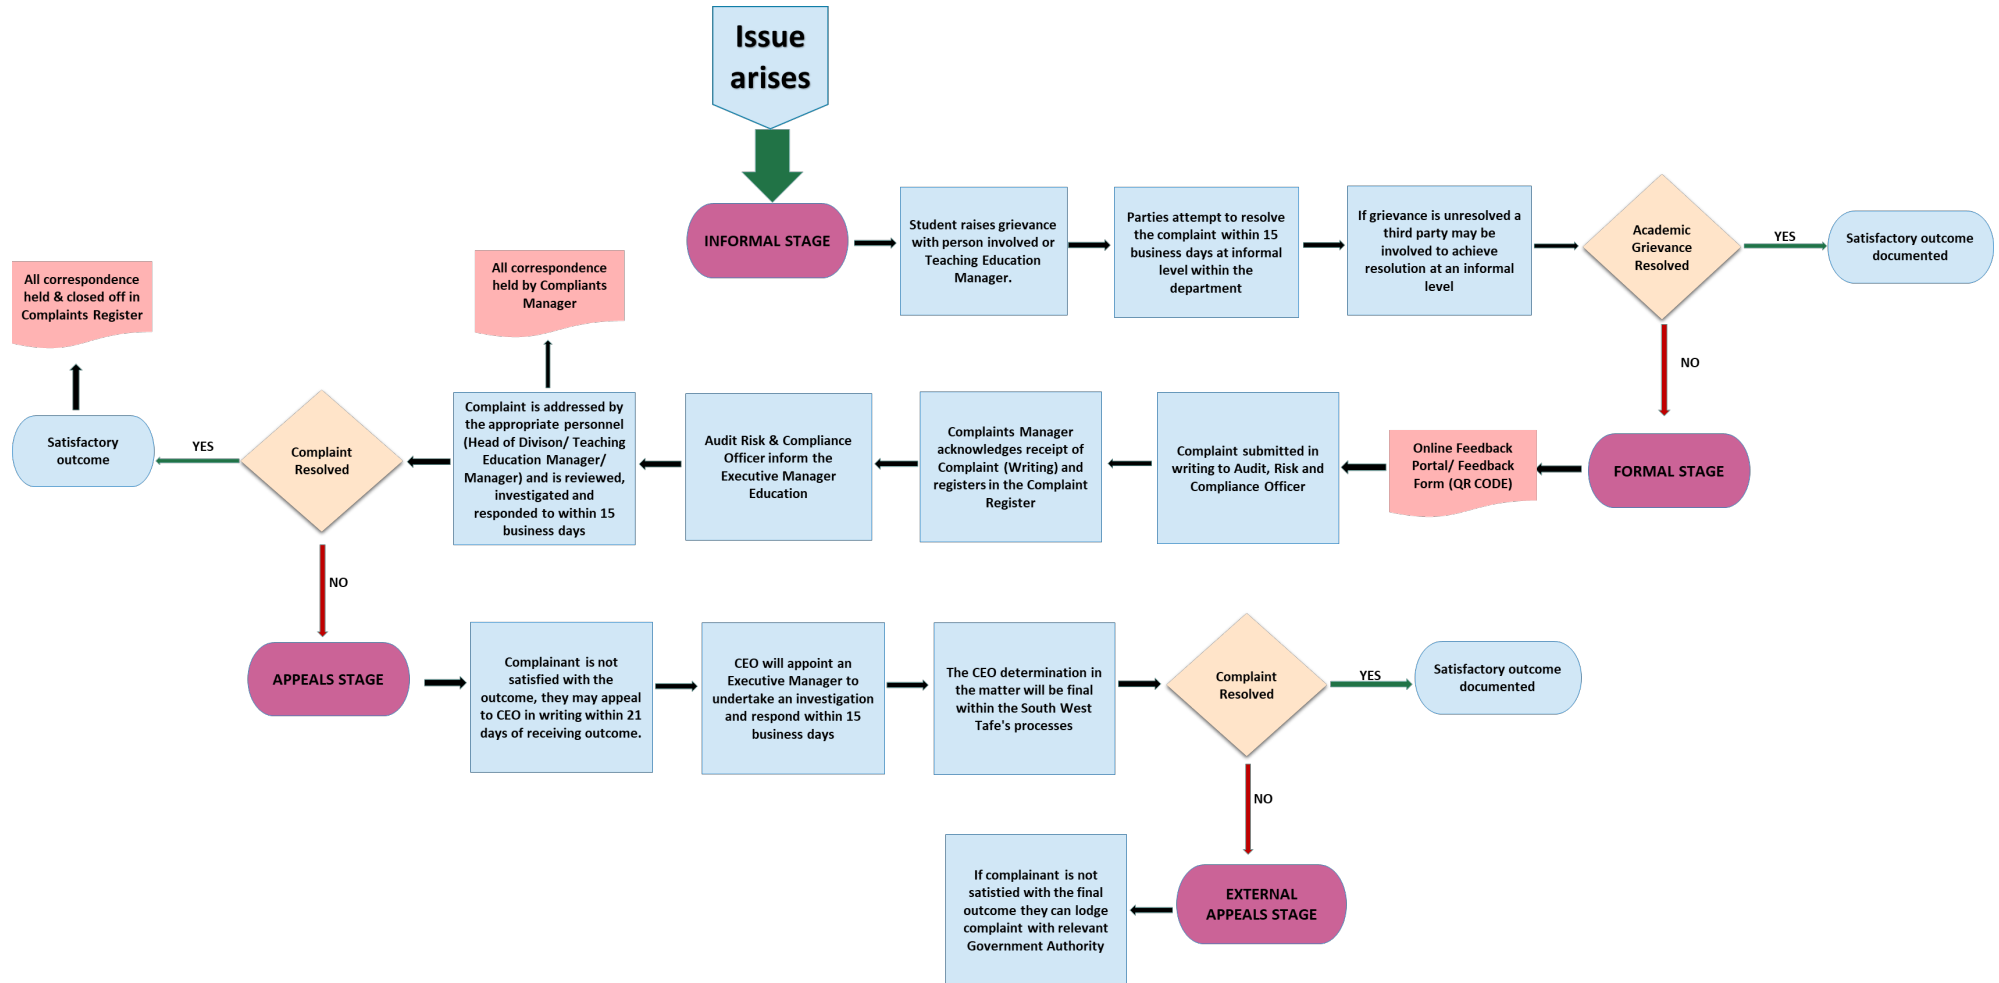 Issue
arises
INFORMAL STAGE
Student raises grievance
with person involved or
Teaching Education
Manager.
Parties attempt to resolve
the complaint within 15
business days at informal
level within the
department
If grievance is unresolved a
third party may be
involved to achieve
resolution at an informal
level
Academic
Grievance
Resolved
YES
Satisfactory outcome
documented
NO
FORMAL STAGE
Online Feedback
Portal/ Feedback
Form (QR CODE)
Complaint submitted in
writing to Audit, Risk and
Compliance Officer
Complaints Manager
acknowledges receipt of
Complaint (Writing) and
registers in the Complaint
Register
Audit Risk & Compliance
Officer inform the
Executive Manager
Education
Complaint is addressed by
the appropriate personnel
(Head of Divison/ Teaching
Education Manager/
Manager) and is reviewed,
investigated and
responded to within 15
business days
All correspondence
held by Compliants
Manager
Complaint
Resolved
YES
Satisfactory
outcome
All correspondence
held & closed off in
Complaints Register
NO
APPEALS STAGE
Complainant is not
satisfied with the
outcome, they may appeal
to CEO in writing within 21
days of receiving outcome.
CEO will appoint an
Executive Manager to
undertake an investigation
and respond within 15
business days
The CEO determination in
the matter will be final
within the South West
Tafe's processes
Complaint
Resolved
YES
Satisfactory outcome
documented
NO
EXTERNAL
APPEALS STAGE
If complainant is not
satistied with the final
outcome they can lodge
complaint with relevant
Government Authority